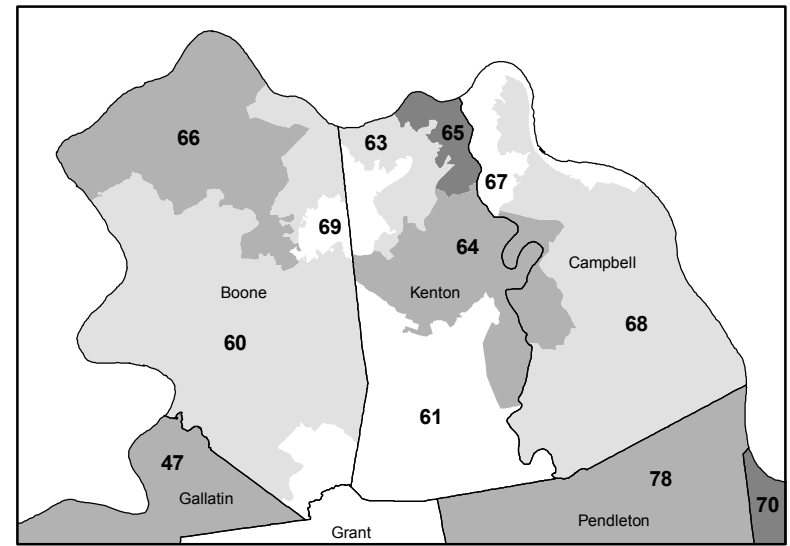 66
63
65
67
69
64
Campbell
Boone
Kenton
68
60
61
47
78
Gallatin
70
Pendleton
Grant